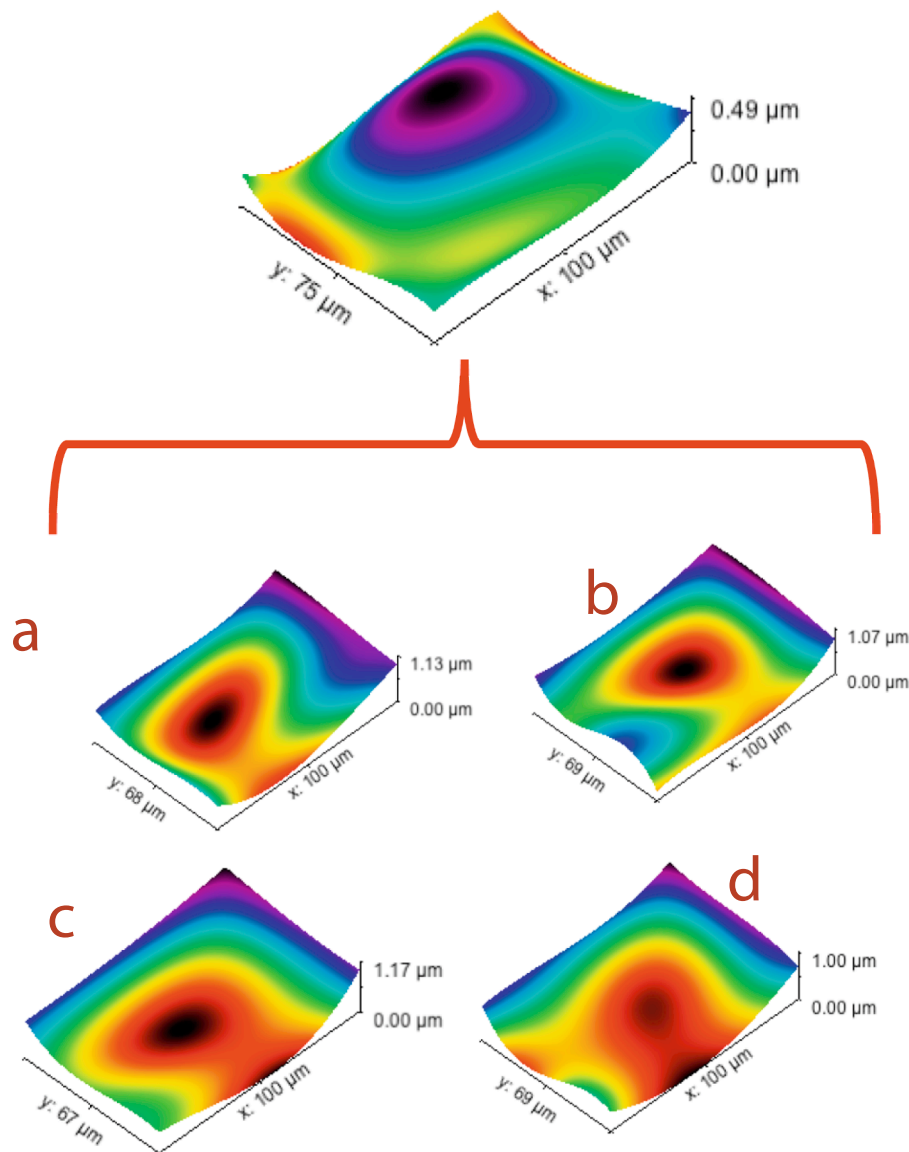 0.49 µm
0.00 µm
y: 75 µm
x: 100 µm
a
1.13 µm
0.00 µm
y: 68 µm
x: 100 µm
b
1.07 µm
0.00 µm
y: 69 µm
x: 100 µm
c
1.17 µm
0.00 µm
y: 67 µm
x: 100 µm
d
1.00 µm
0.00 µm
y: 69 µm
x: 100 µm